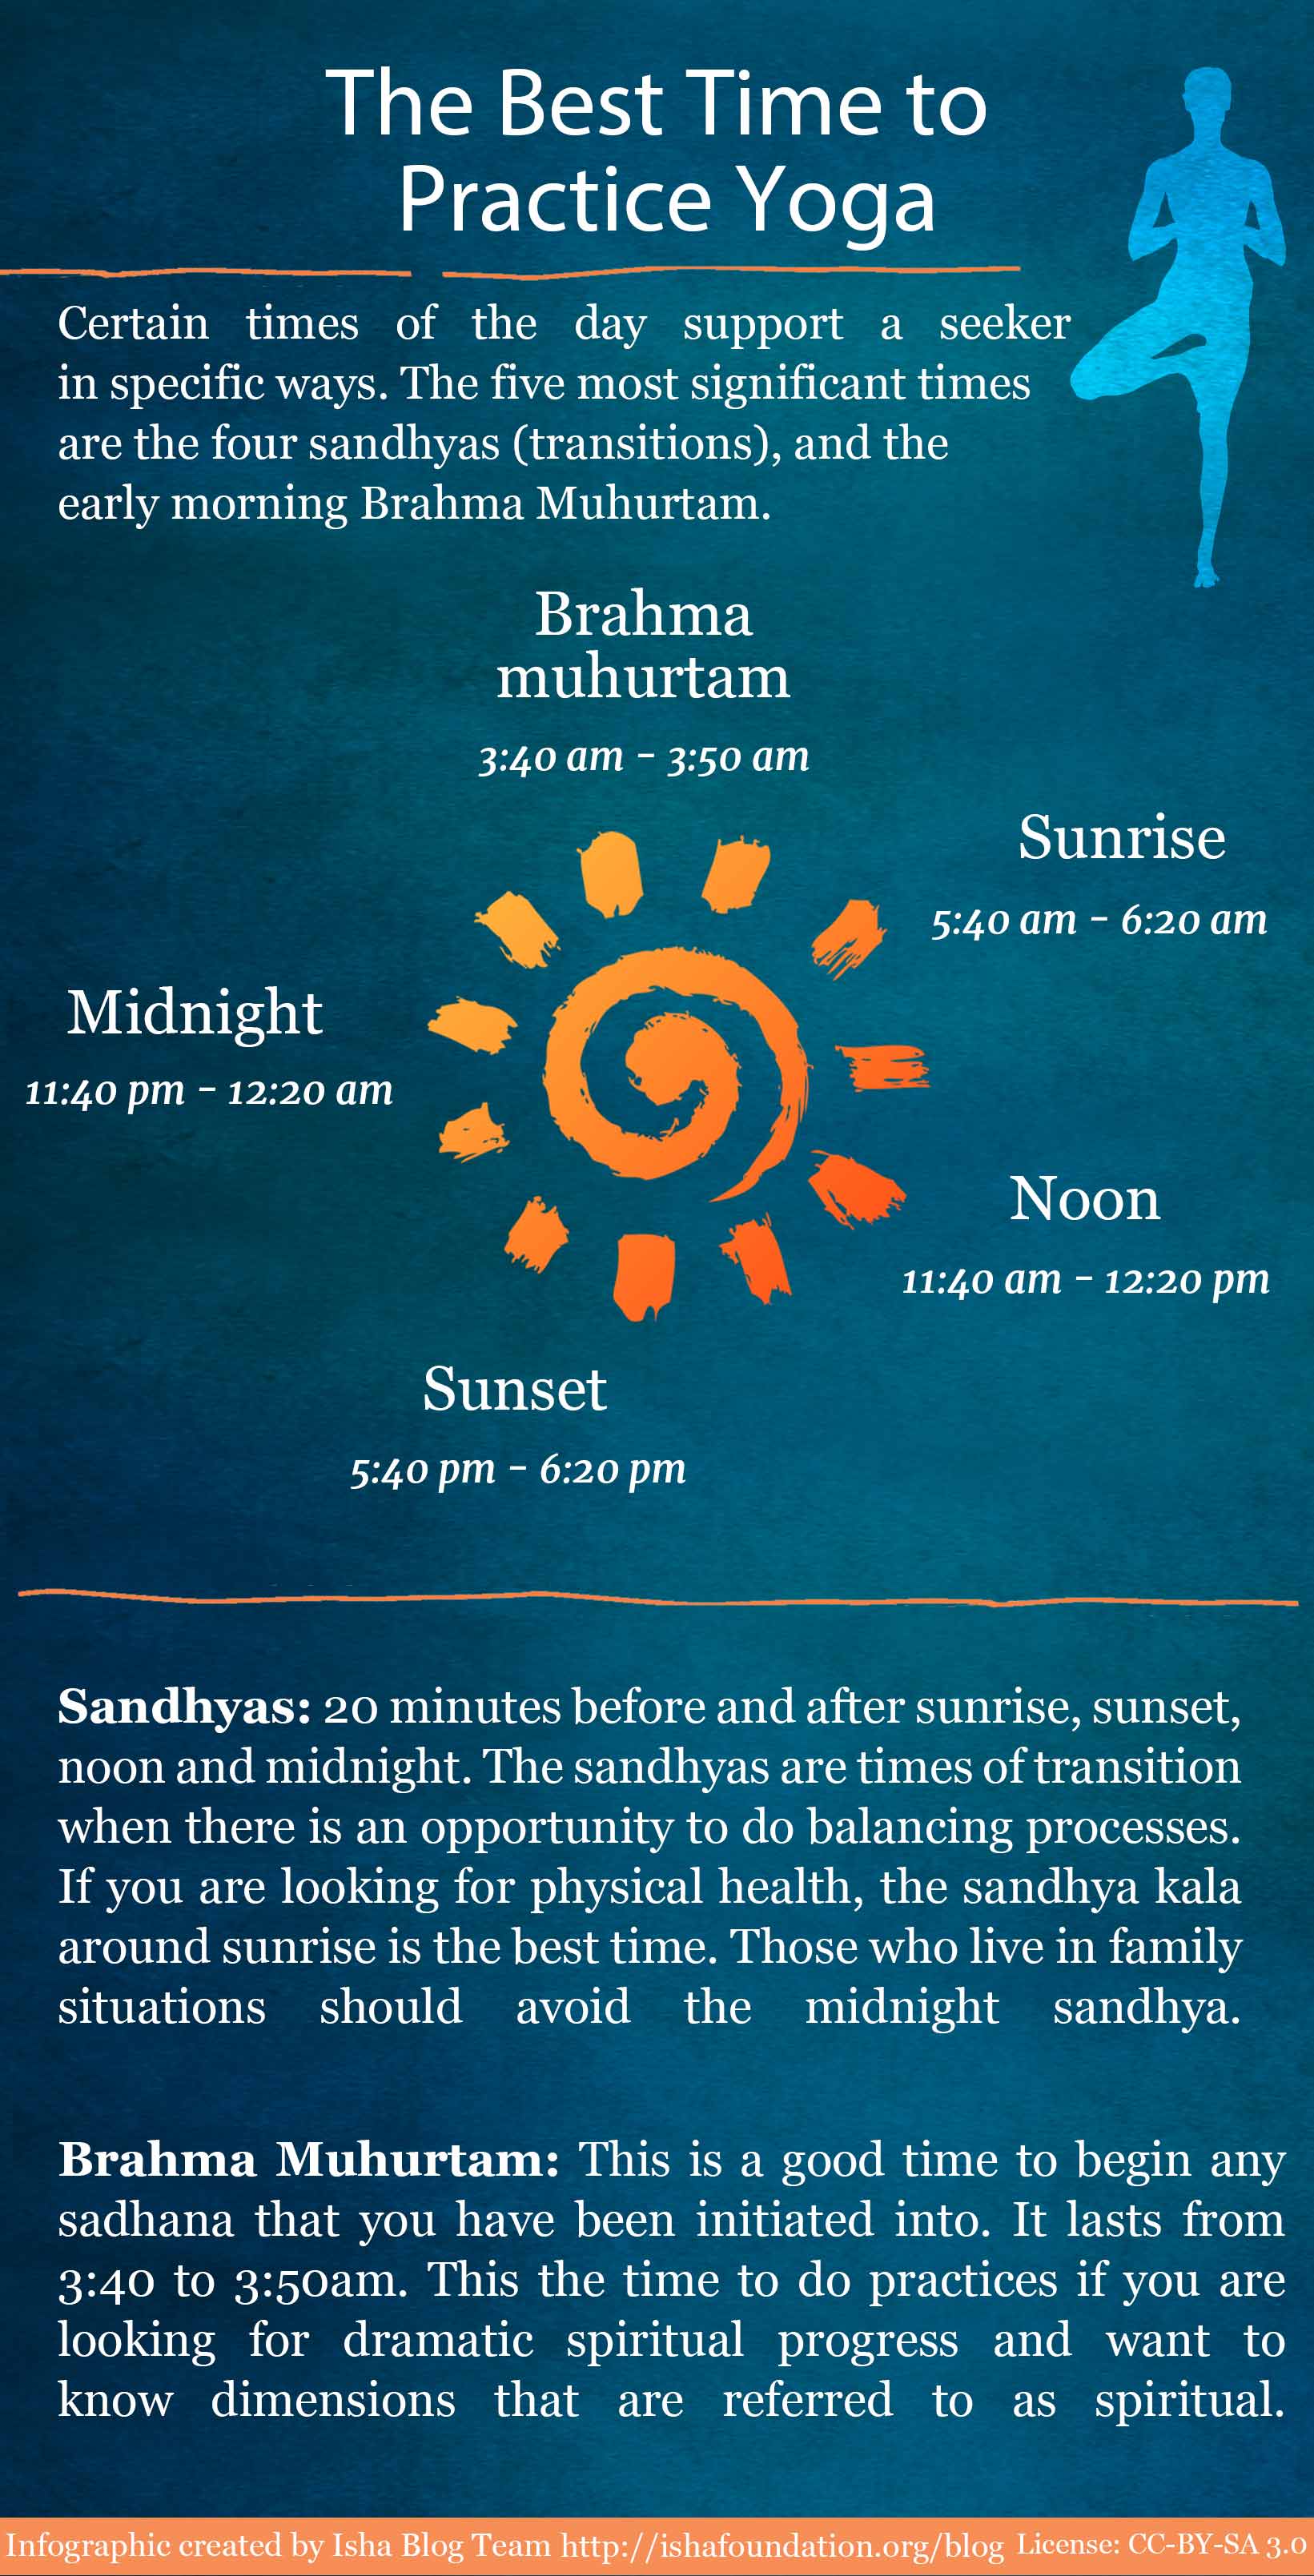 The Best Time to
Practice Yoga
Certain times of the day support a seeker
in specific ways. The five most significant times
are the four sandhyas (transitions), and the
early morning Brahma Muhurtam.
Brahma
muhurtam
3:40 am - 3:50 am
Sunrise
5:40 am - 6:20 am
Midnight
11:40 pm - 12:20 am
Noon
11:40 am - 12:20 pm
Sunset
5:40 pm - 6:20 pm
Sandhyas: 20 minutes before and after sunrise, sunset,
noon and midnight. The sandhyas are times of transition
when there is an opportunity to do balancing processes.
If you are looking for physical health, the sandhya kala
around sunrise is the best time. Those who live in family
situations should avoid the midnight sandhya.
Brahma Muhurtam: This is a good time to begin any
sadhana that you have been initiated into. It lasts from
3:40 to 3:50am. This the time to do practices if you are
looking for dramatic spiritual progress and want to
know dimensions that are referred to as spiritual.
Infographic created by Isha Blog Team http://ishafoundation.org/blog License: CC-BY-SA 3.0